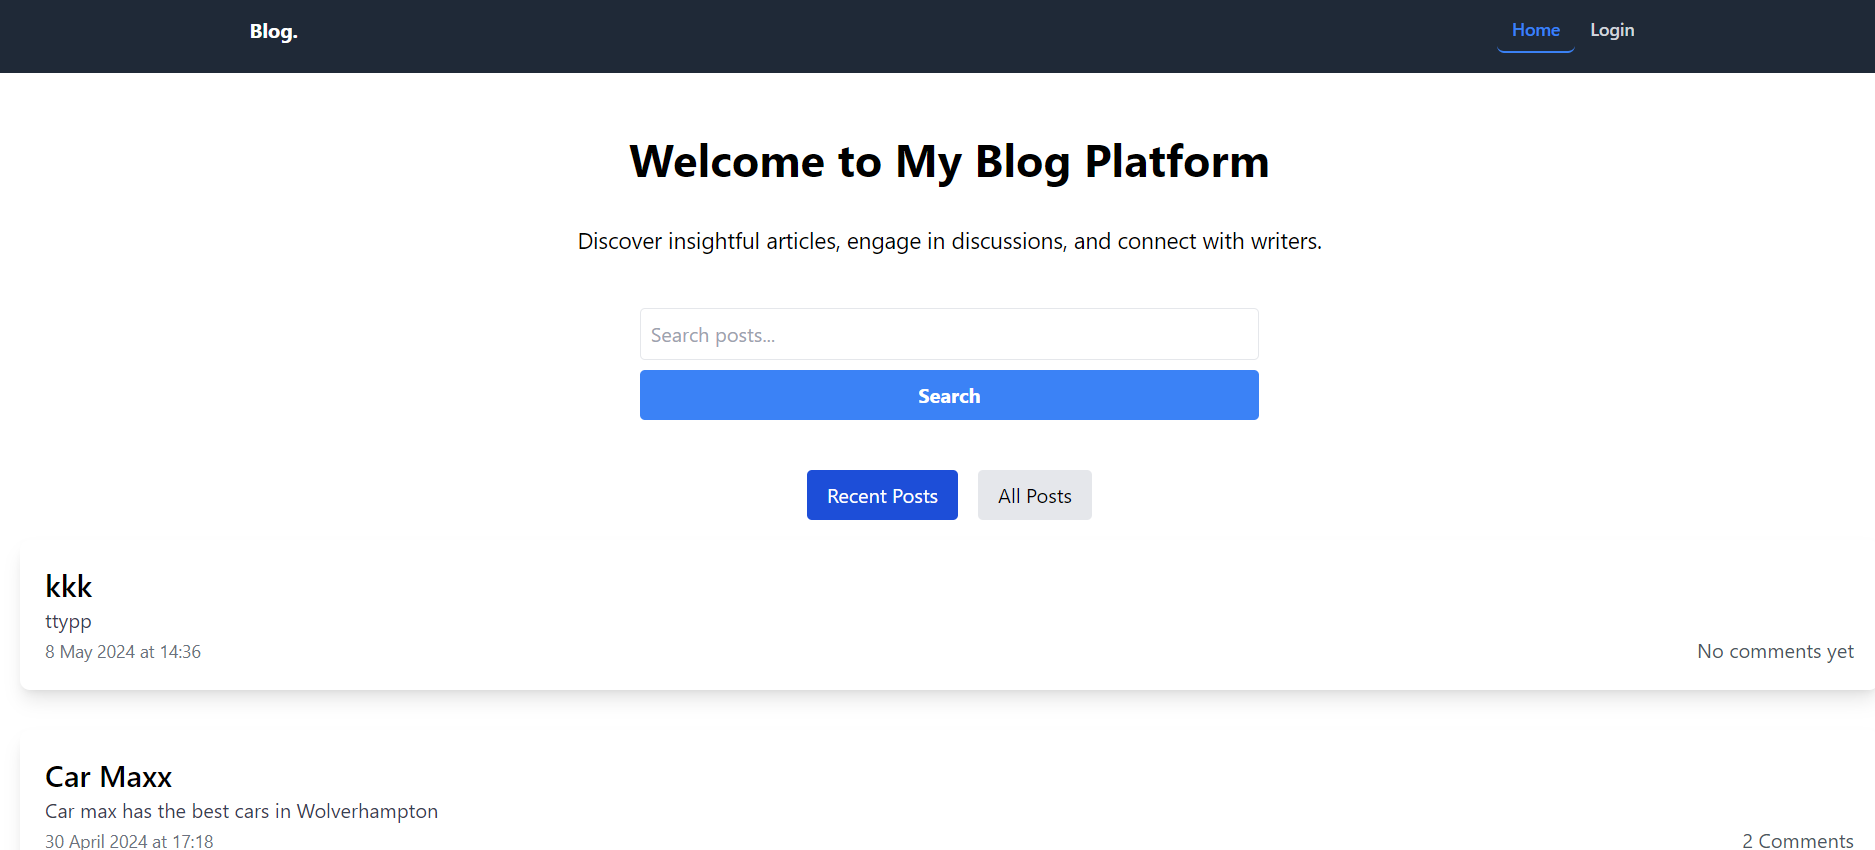 Blog.
Home
Login
Welcome to My Blog Platform
Discover insightful articles, engage in discussions, and connect with writers.
Search posts...
Search
Recent Posts
All Posts
kkk
ttypp
8 May 2024 at 14:36
No comments yet
Car Maxx
Car max has the best cars in Wolverhampton
30 April 2024 at 17:18
2 Comments